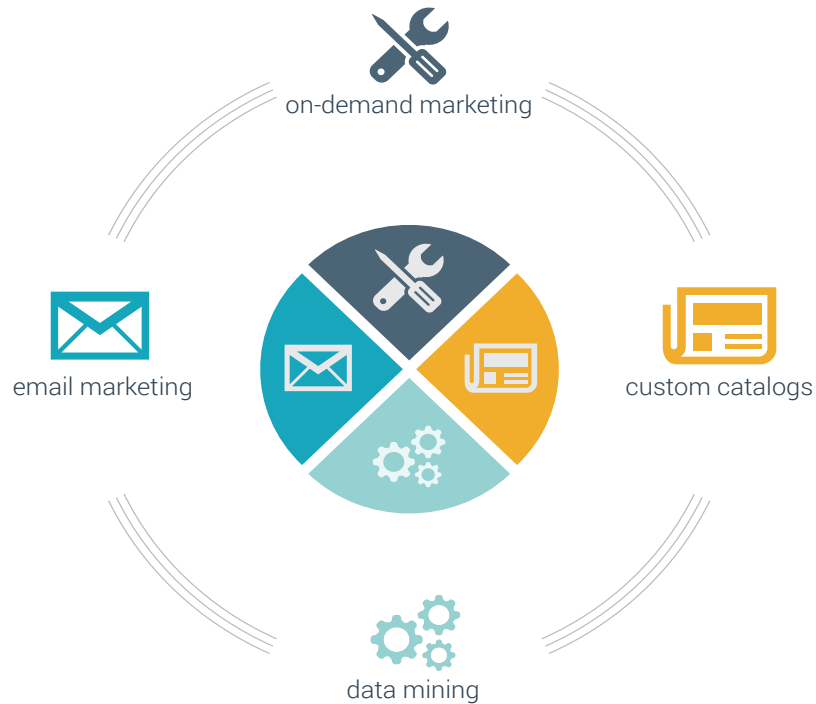 on-demand marketing
email marketing
custom catalogs
data mining